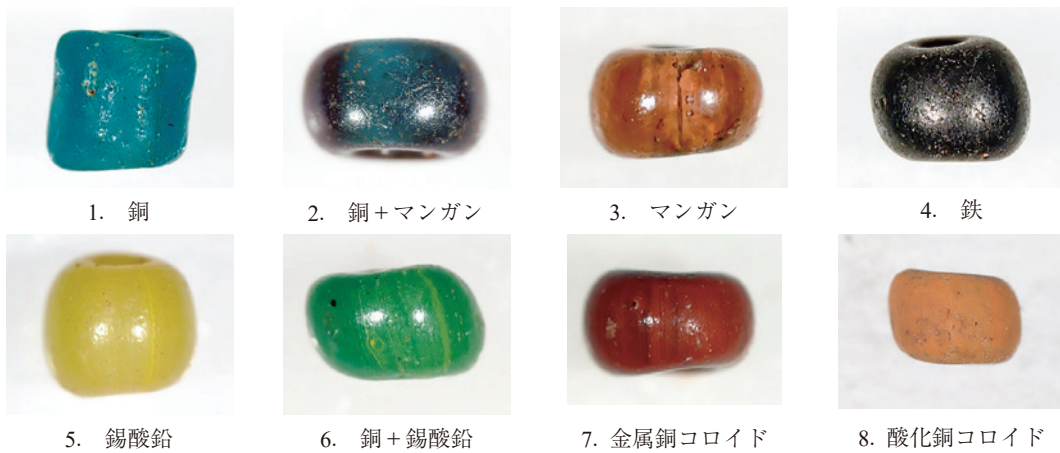 1. 銅
2. 銅+マンガン
3. マンガン
4. 鉄
5. 錫酸鉛
6. 銅+錫酸鉛
7. 金属銅コロイド
8. 酸化銅コロイド